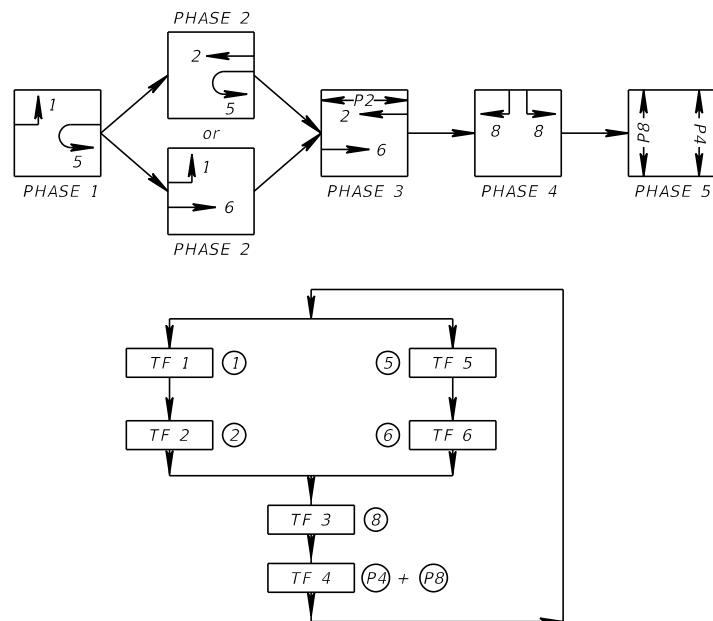 PHASE 2
2
5
or
1
6
PHASE 2
1
5
PHASE 1
P2
2
6
PHASE 3
8 8
PHASE 4
P8 P4
PHASE 5
TF 1 1 5 TF 5
TF 2 2 6 TF 6
TF 3 8
TF 4 P4 + P8